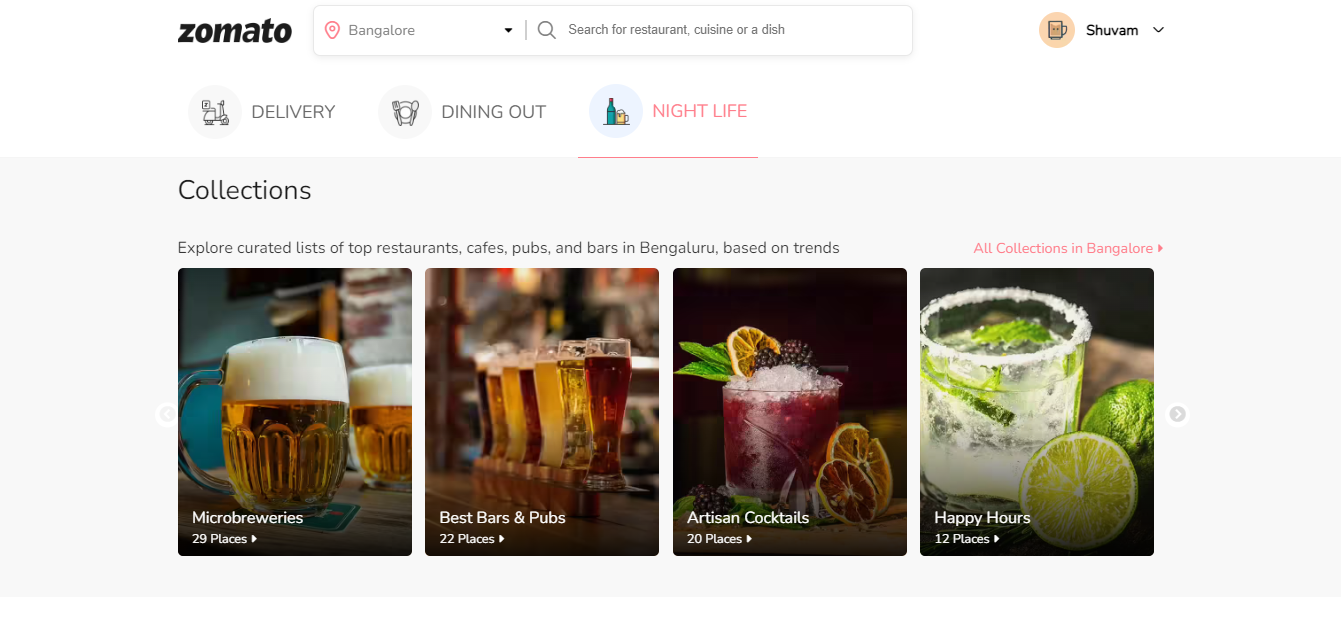 zomato
Bangalore
Search for restaurant, cuisine or a dish
Shuvam
DELIVERY
DINING OUT
NIGHT LIFE
Collections
Explore curated lists of top restaurants, cafes, pubs, and bars in Bengaluru, based on trends
All Collections in Bangalore
Microbreweries
29 Places
Best Bars & Pubs
22 Places
Artisan Cocktails
20 Places
Happy Hours
12 Places